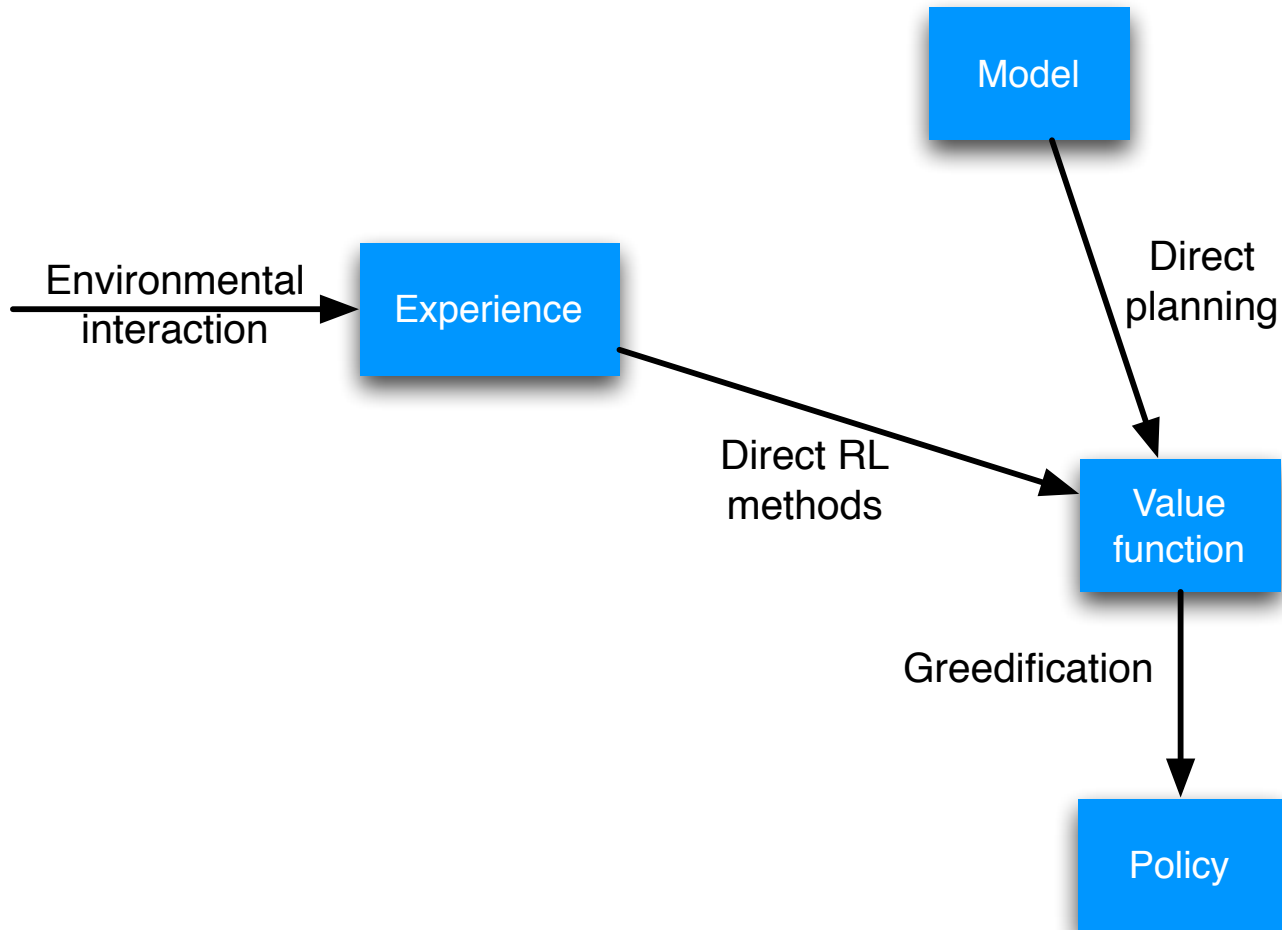 Model
Environmental
interaction
Experience
Direct
planning
Direct RL
methods
Value
function
Greedification
Policy